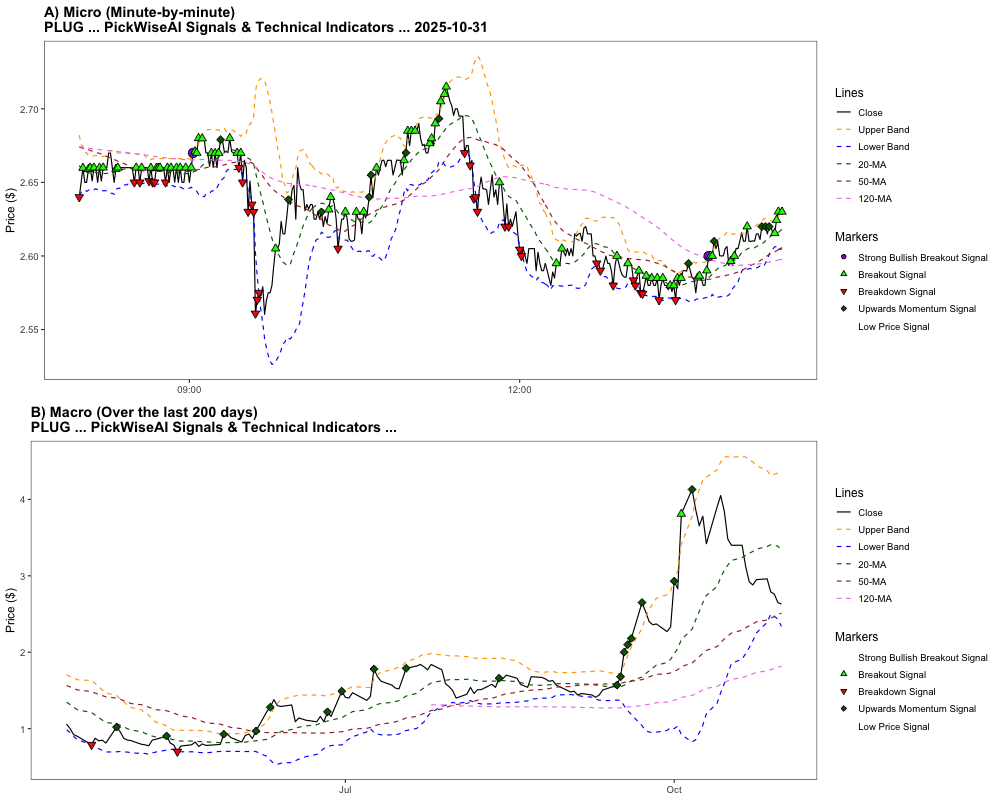 A) Micro (Minute-by-minute)
PLUG ... PickWiseAI Signals & Technical Indicators ... 2025-10-31
Price ($)
2.70
2.65
2.60
2.55
09:00
12:00
Lines
Close
Upper Band
Lower Band
20-MA
50-MA
120-MA
Markers
Strong Bullish Breakout Signal
Breakout Signal
Breakdown Signal
Upwards Momentum Signal
Low Price Signal
B) Macro (Over the last 200 days)
PLUG ... PickWiseAI Signals & Technical Indicators ...
Price ($)
4
3
2
1
Jul
Oct
Lines
Close
Upper Band
Lower Band
20-MA
50-MA
120-MA
Markers
Strong Bullish Breakout Signal
Breakout Signal
Breakdown Signal
Upwards Momentum Signal
Low Price Signal